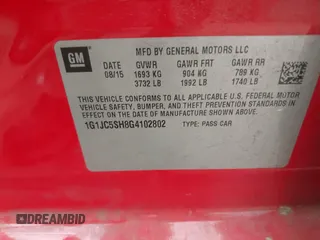 GM
MFD BY GENERAL MOTORS LLC
DATE GVWR GAWR FRT GAWR RR
08/15 1693 KG 904 KG 789 KG
3732 LB 1992 LB 1740 LB
THIS VEHICLE CONFORMS TO ALL APPLICABLE U.S. FEDERAL VEHICLE
SAFETY, BUMPER, AND THEFT PREVENTION STANDARDS IN EFFECT ON
THE DATE OF MANUFACTURE SHOWN ABOVE.
1G1JC5SH8G4102802 TYPE: PASS CAR
DREAMBID